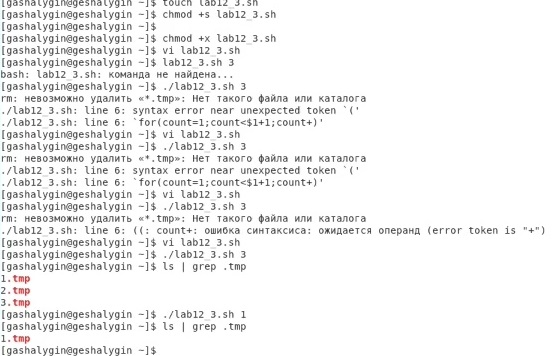 [gashalygin@geshalygin ~]$ touch lab12_3.sh
[gashalygin@geshalygin ~]$ chmod +s lab12_3.sh
[gashalygin@geshalygin ~]$
[gashalygin@geshalygin ~]$ chmod +x lab12_3.sh
[gashalygin@geshalygin ~]$ vi lab12_3.sh
[gashalygin@geshalygin ~]$ lab12_3.sh 3
bash: lab12_3.sh: команда не найдена...
[gashalygin@geshalygin ~]$ ./lab12_3.sh 3
rm: невозможно удалить «*.tmp»: Нет такого файла или каталога
./lab12_3.sh: line 6: syntax error near unexpected token `('
./lab12_3.sh: line 6: `for(count=1;count<$1+1;count+)'
[gashalygin@geshalygin ~]$ vi lab12_3.sh
[gashalygin@geshalygin ~]$ ./lab12_3.sh 3
rm: невозможно удалить «*.tmp»: Нет такого файла или каталога
./lab12_3.sh: line 6: syntax error near unexpected token `('
./lab12_3.sh: line 6: `for(count=1;count<$1+1;count+)'
[gashalygin@geshalygin ~]$ vi lab12_3.sh
[gashalygin@geshalygin ~]$ ./lab12_3.sh 3
rm: невозможно удалить «*.tmp»: Нет такого файла или каталога
./lab12_3.sh: line 6: ((: count+: ошибка синтаксиса: ожидается операнд (error token is "+")
[gashalygin@geshalygin ~]$ vi lab12_3.sh
[gashalygin@geshalygin ~]$ ./lab12_3.sh 3
[gashalygin@geshalygin ~]$ ls | grep .tmp
1.tmp
2.tmp
3.tmp
[gashalygin@geshalygin ~]$ ./lab12_3.sh 1
[gashalygin@geshalygin ~]$ ls | grep .tmp
1.tmp
[gashalygin@geshalygin ~]$